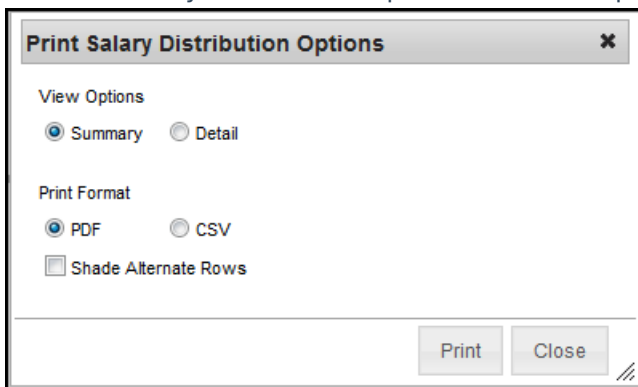 Print Salary Distribution Options
View Options
Summary Detail
Print Format
PDF CSV
Shade Alternate Rows
Print Close